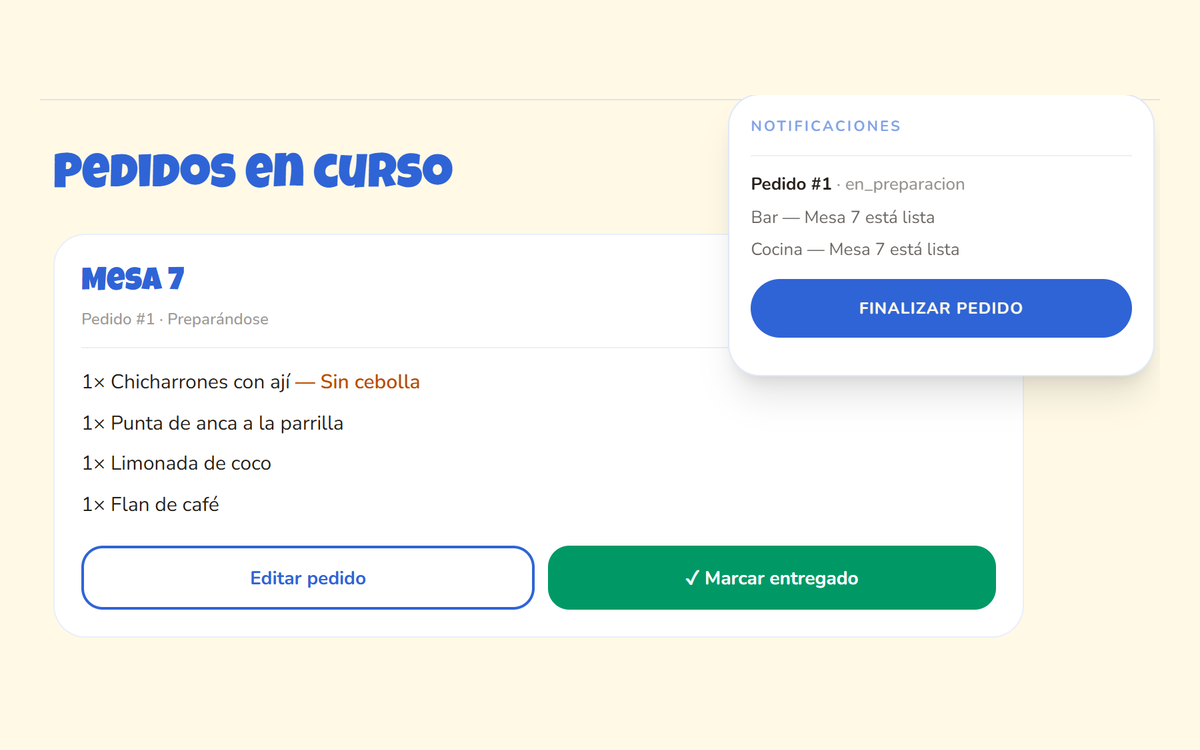 NOTIFICACIONES
Pedido #1 · en_preparacion
Bar — Mesa 7 está lista
Cocina — Mesa 7 está lista
FINALIZAR PEDIDO
Pedidos en curso
Mesa 7
Pedido #1 · Preparándose
1× Chicharrones con ají — Sin cebolla
1× Punta de anca a la parrilla
1× Limonada de coco
1× Flan de café
Editar pedido
✓ Marcar entregado